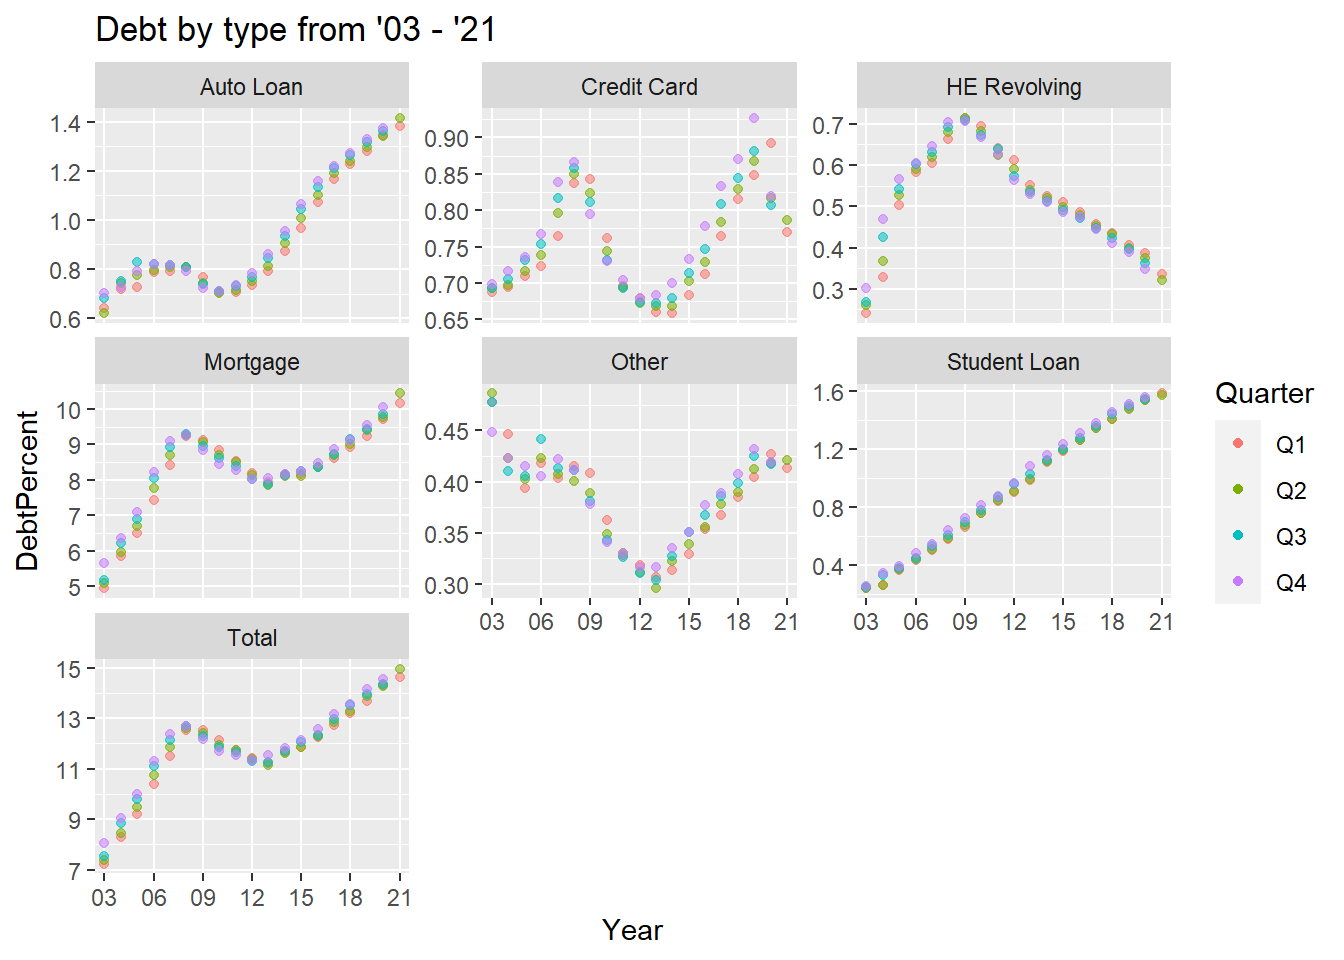 Debt by type from '03 - '21
Auto Loan
Credit Card
HE Revolving
1.4
1.2
1.0
0.8
0.6
0.90
0.85
0.80
0.75
0.70
0.65
0.7
0.6
0.5
0.4
0.3
Mortgage
Other
Student Loan
10
9
8
7
6
5
0.45
0.40
0.35
0.30
1.6
1.2
0.8
0.4
03 06 09 12 15 18 21
03 06 09 12 15 18 21
Total
15
13
11
9
7
03 06 09 12 15 18 21
Year
DebtPercent
Quarter
Q1
Q2
Q3
Q4